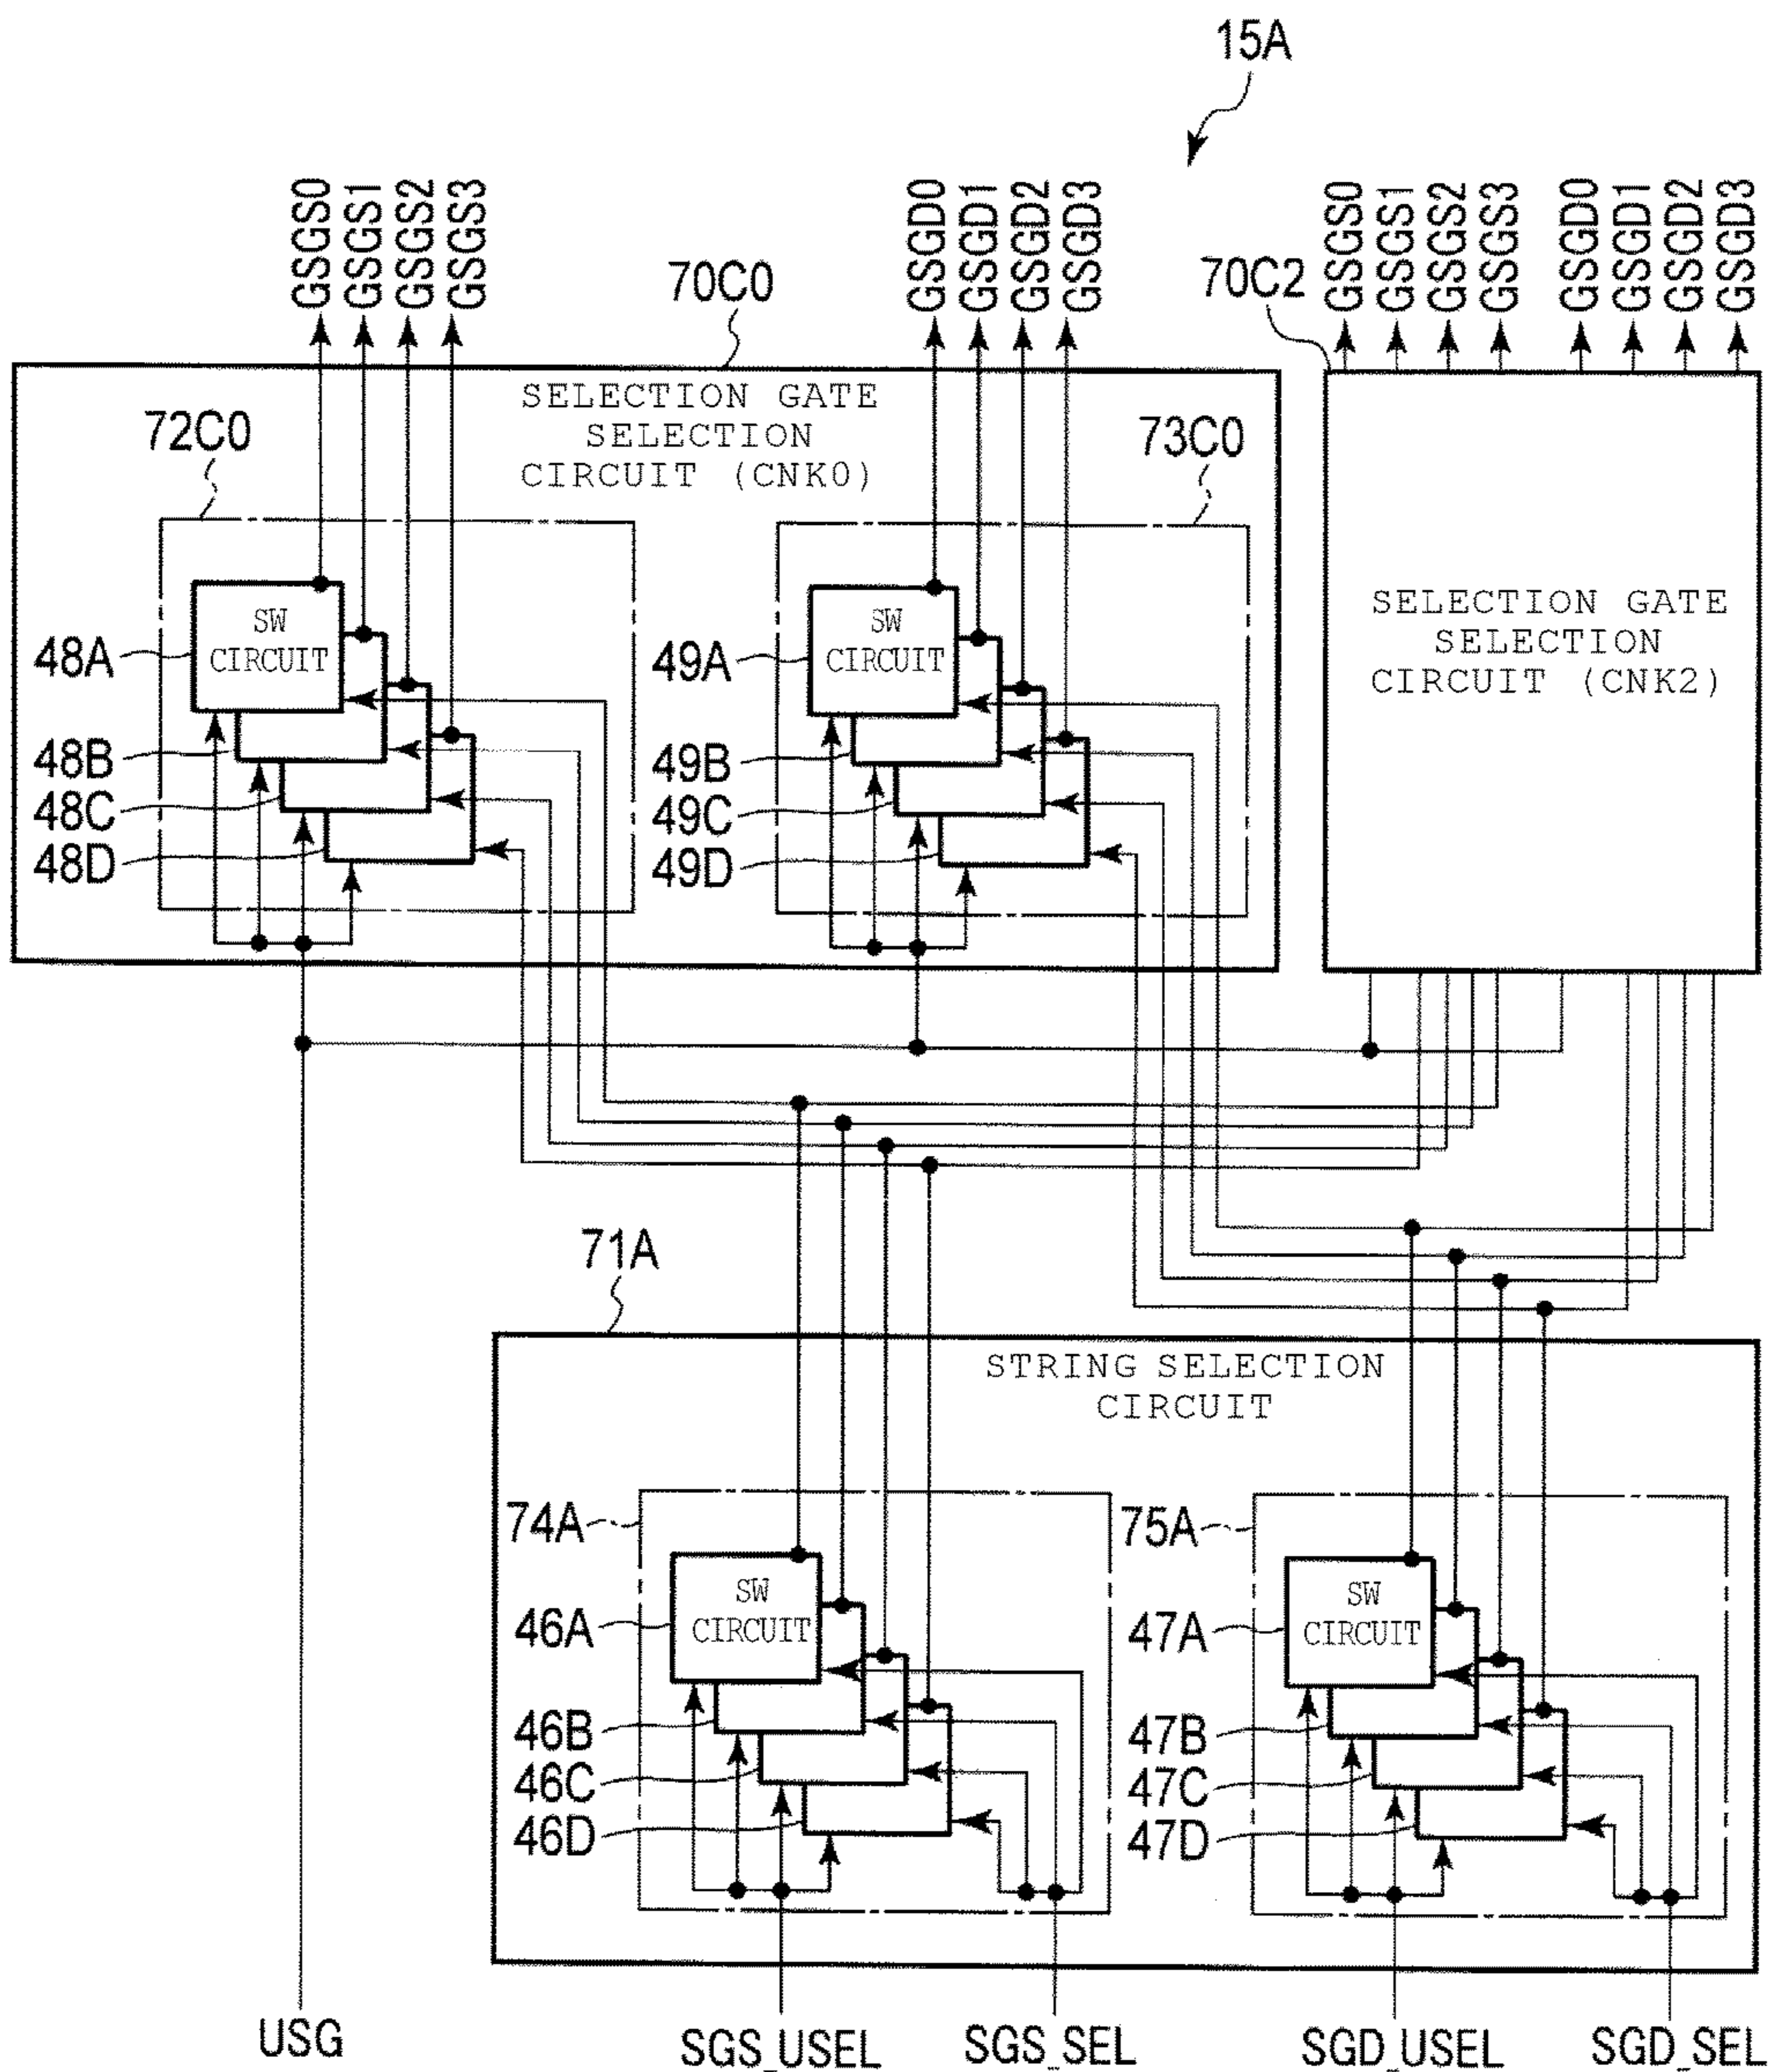 15A
GSGS0
GSGS1
GSGS2
GSGS3
GSGD0
GSGD1
GSGD2
GSGD3
GSGS0
GSGS1
GSGS2
GSGS3
GSGD0
GSGD1
GSGD2
GSGD3
70C0
70C2
SELECTION GATE
SELECTION
CIRCUIT (CNK0)
72C0
73C0
SW
CIRCUIT
48A
48B
48C
48D
SW
CIRCUIT
49A
49B
49C
49D
SELECTION GATE
SELECTION
CIRCUIT (CNK2)
71A
STRING SELECTION
CIRCUIT
74A
SW
CIRCUIT
46A
46B
46C
46D
75A
SW
CIRCUIT
47A
47B
47C
47D
USG
SGS_USEL
SGS_SEL
SGD_USEL
SGD_SEL